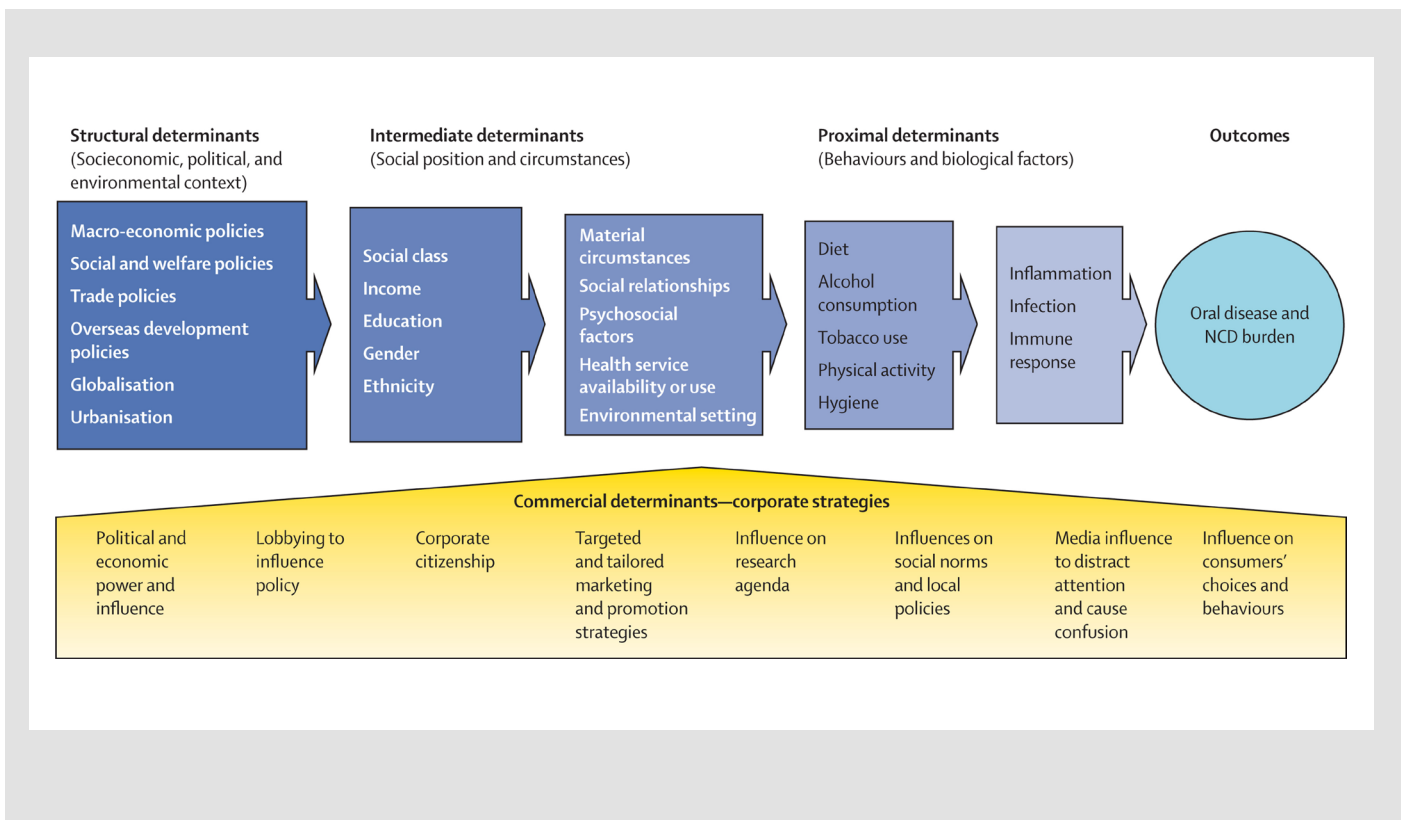 Structural determinants
(Socieconomic, political, and
environmental context)
Macro-economic policies
Social and welfare policies
Trade policies
Overseas development
policies
Globalisation
Urbanisation
Intermediate determinants
(Social position and circumstances)
Social class
Income
Education
Gender
Ethnicity
Material
circumstances
Social relationships
Psychosocial
factors
Health service
availability or use
Environmental setting
Proximal determinants
(Behaviours and biological factors)
Diet
Alcohol
consumption
Tobacco use
Physical activity
Hygiene
Inflammation
Infection
Immune
response
Outcomes
Oral disease and
NCD burden
Commercial determinants—corporate strategies
Political and
economic
power and
influence
Lobbying to
influence
policy
Corporate
citizenship
Targeted
and tailored
marketing
and promotion
strategies
Influence on
research
agenda
Influences on
social norms
and local
policies
Media influence
to distract
attention
and cause
confusion
Influence on
consumers’
choices and
behaviours